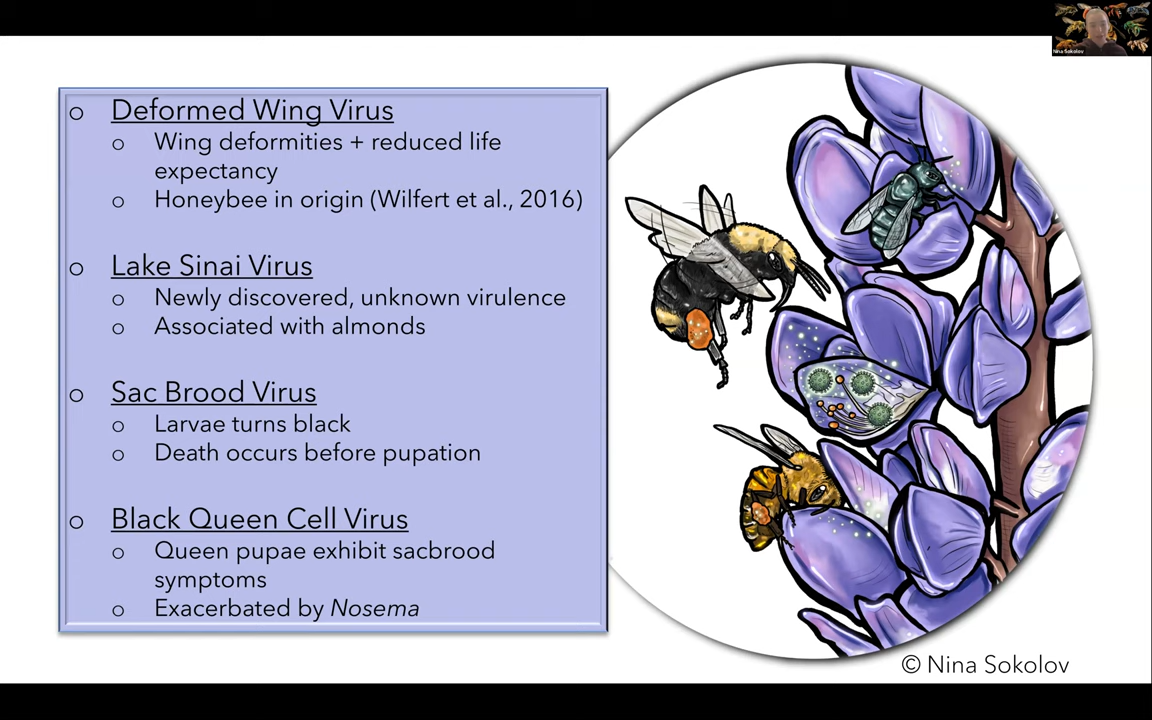 Nina Sokolov
o Deformed Wing Virus
o Wing deformities + reduced life
expectancy
o Honeybee in origin (Wilfert et al., 2016)
o Lake Sinai Virus
o Newly discovered, unknown virulence
o Associated with almonds
o Sac Brood Virus
o Larvae turns black
o Death occurs before pupation
o Black Queen Cell Virus
o Queen pupae exhibit sacbrood
symptoms
o Exacerbated by Nosema
© Nina Sokolov